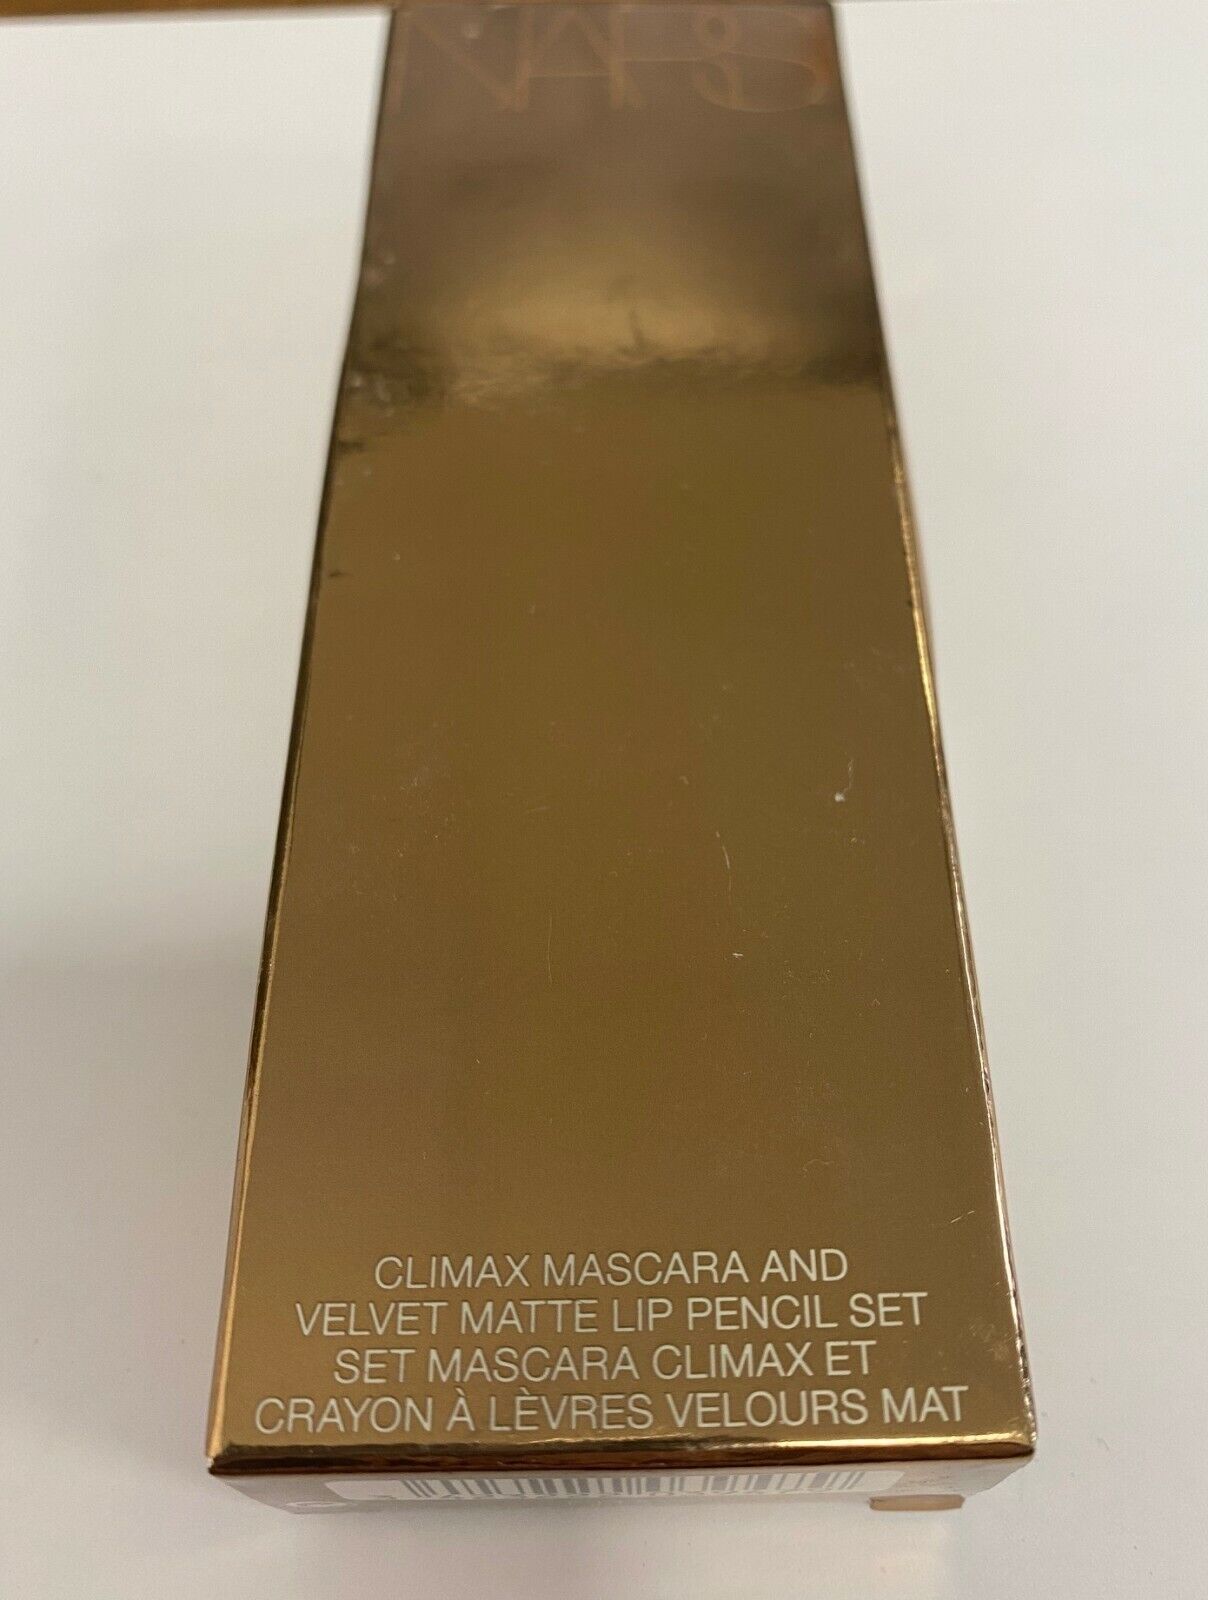 NARS
CLIMAX MASCARA AND
VELVET MATTE LIP PENCIL SET
SET MASCARA CLIMAX ET
CRAYON À LÈVRES VELOURS MAT